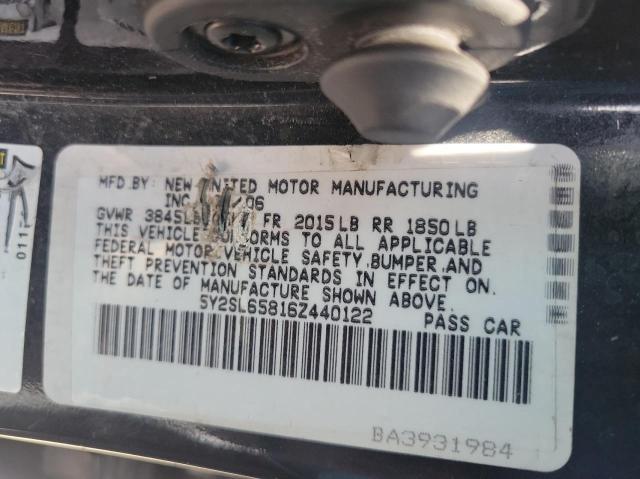 MFD. BY: NEW UNITED MOTOR MANUFACTURING
INC 06
GVWR 3845LB FR 2015LB RR 1850LB
THIS VEHICLE CONFORMS TO ALL APPLICABLE
FEDERAL MOTOR VEHICLE SAFETY,BUMPER,AND
THEFT PREVENTION STANDARDS IN EFFECT ON
THE DATE OF MANUFACTURE SHOWN ABOVE.
5Y2SL65816Z440122 PASS CAR
BA3931984
011